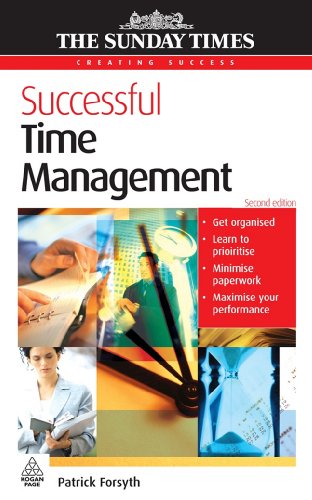 THE SUNDAY TIMES
CREATING SUCCESS
Successful
Time
Management
Second edition
• Get organised
• Learn to
prioiritise
• Minimise
paperwork
• Maximise your
performance
KOGAN
PAGE
Patrick Forsyth